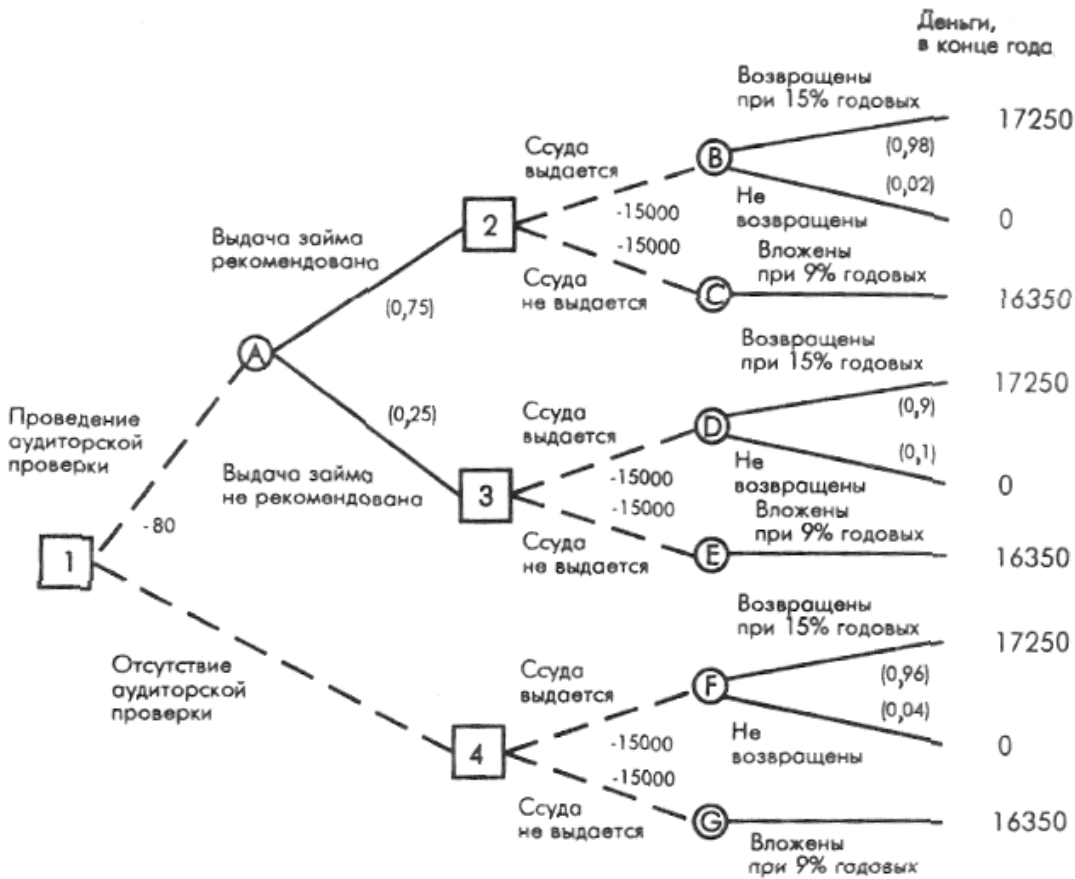 Деньги,
в конце года
Возвращены
при 15% годовых
17250
(0,98)
Ссуда
выдается
B
(0,02)
-15000
Не
возвращены
0
2
-15000
Вложены
при 9% годовых
Ссуда
не выдается
C
16350
Выдача займа
рекомендована
(0,75)
A
Возвращены
при 15% годовых
17250
(0,9)
(0,25)
Ссуда
выдается
D
(0,1)
Проведение
аудиторской
проверки
Не
возвращены
0
-15000
Выдача займа
не рекомендована
3
-15000
Вложены
при 9% годовых
-80
Ссуда
не выдается
E
16350
1
Возвращены
при 15% годовых
17250
Отсутствие
аудиторской
проверки
Ссуда
выдается
F
(0,96)
(0,04)
Не
возвращены
0
-15000
4
-15000
Ссуда
не выдается
G
16350
Вложены
при 9% гадовых